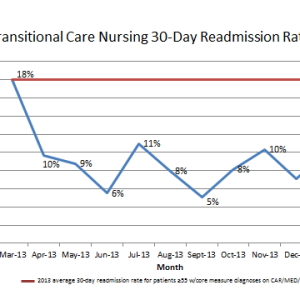 ransitional Care Nursing 30-Day Readmission Rat
18%
10%
9%
6%
11%
8%
5%
8%
10%
Mar-13 Apr-13 May-13 Jun-13 Jul-13 Aug-13 Sept-13 Oct-13 Nov-13 Dec-
Month
2013 average 30-day readmission rate for patients ≥55 w/core measure diagnoses on CAR/MED/